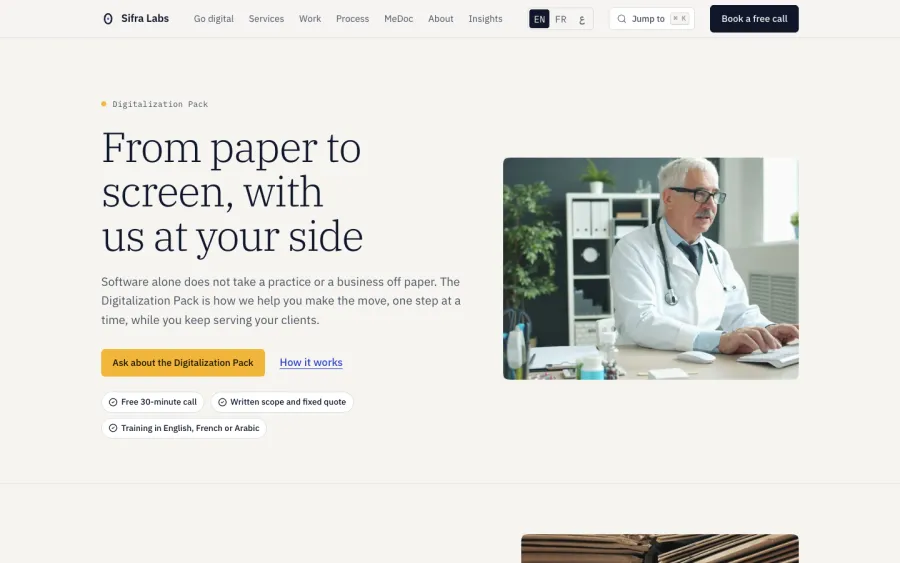 Sifra Labs
Go digital
Services
Work
Process
MeDoc
About
Insights
EN
FR
ع
Jump to
⌘ K
Book a free call
Digitalization Pack
From paper to
screen, with
us at your side
Software alone does not take a practice or a business off paper. The
Digitalization Pack is how we help you make the move, one step at a
time, while you keep serving your clients.
Ask about the Digitalization Pack
How it works
Free 30-minute call
Written scope and fixed quote
Training in English, French or Arabic